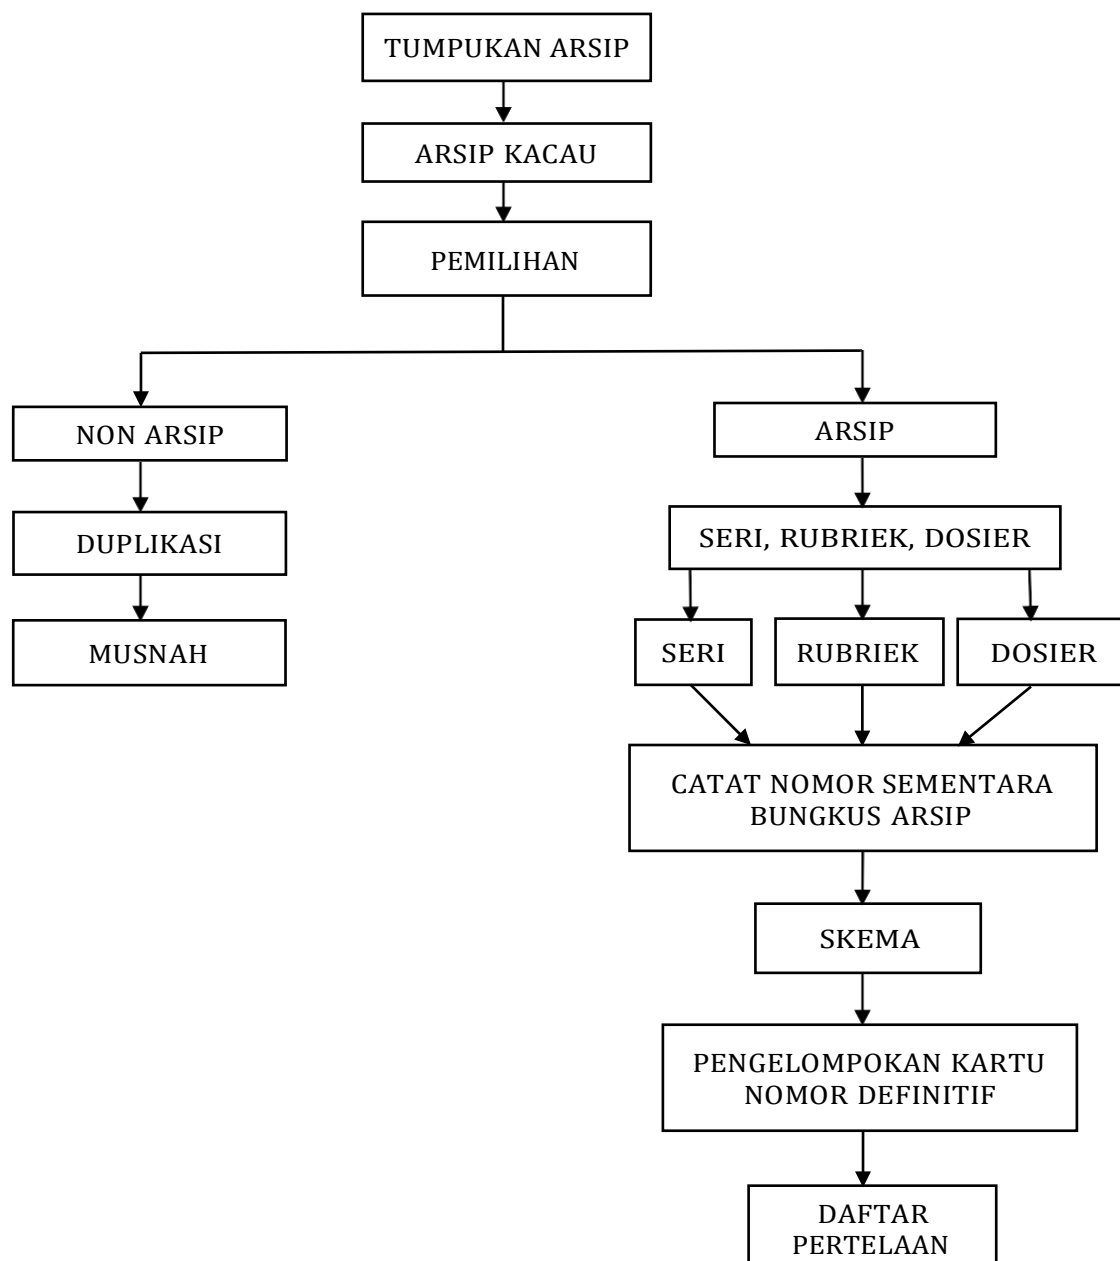 TUMPUKAN ARSIP
ARSIP KACAU
PEMILIHAN
NON ARSIP
ARSIP
DUPLIKASI
SERI, RUBRIEK, DOSIER
MUSNAH
SERI
RUBRIEK
DOSIER
CATAT NOMOR SEMENTARA
BUNGKUS ARSIP
SKEMA
PENGELOMPOKAN KARTU
NOMOR DEFINITIF
DAFTAR
PERTELAAN